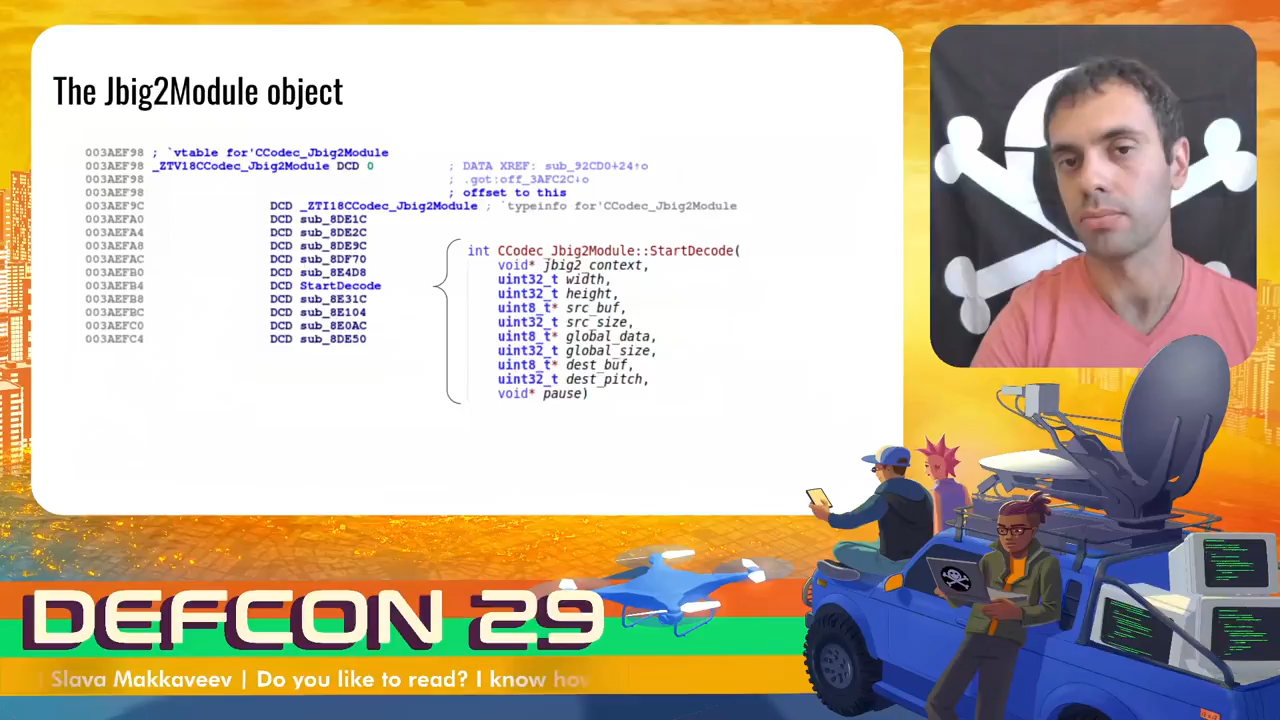 The Jbig2Module object
003AEF98 ; `vtable for'CCodec_Jbig2Module
003AEF98 _ZTV18CCodec_Jbig2Module DCD 0 ; DATA XREF: sub_92CD0+24↑o
003AEF98 ; .got:off_3AFC2C↓o
003AEF98 ; offset to this
003AEF9C DCD _ZTI18CCodec_Jbig2Module ; `typeinfo for'CCodec_Jbig2Module
003AEFA0 DCD sub_8DE1C
003AEFA4 DCD sub_8DE2C
003AEFA8 DCD sub_8DE9C
003AEFAC DCD sub_8DF70
003AEFB0 DCD sub_8E4D8
003AEFB4 DCD StartDecode
003AEFB8 DCD sub_8E31C
003AEFBC DCD sub_8E104
003AEFC0 DCD sub_8E0AC
003AEFC4 DCD sub_8DE50
int CCodec_Jbig2Module::StartDecode(
void* jbig2_context,
uint32_t width,
uint32_t height,
uint8_t* src_buf,
uint32_t src_size,
uint8_t* global_data,
uint32_t global_size,
uint8_t* dest_buf,
uint32_t dest_pitch,
void* pause)
DEFCON 29
| Slava Makkaveev | Do you like to read? I know how